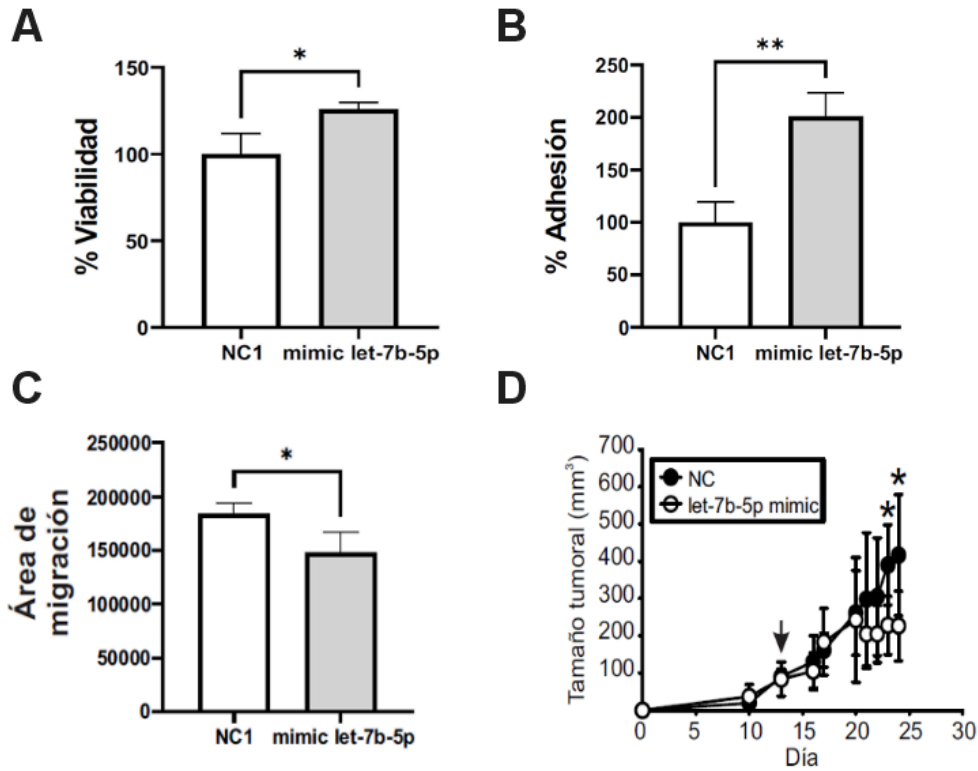 A
% Viabilidad
150
100
50
0
*
NC1
mimic let-7b-5p
B
% Adhesión
250
200
150
100
50
0
**
NC1
mimic let-7b-5p
C
Área de
migración
250000
200000
150000
100000
50000
0
*
NC1
mimic let-7b-5p
D
Tamaño tumoral (mm³)
700
600
500
400
300
200
100
NC
let-7b-5p mimic
*
*
0
5
10
15
20
25
30
Día